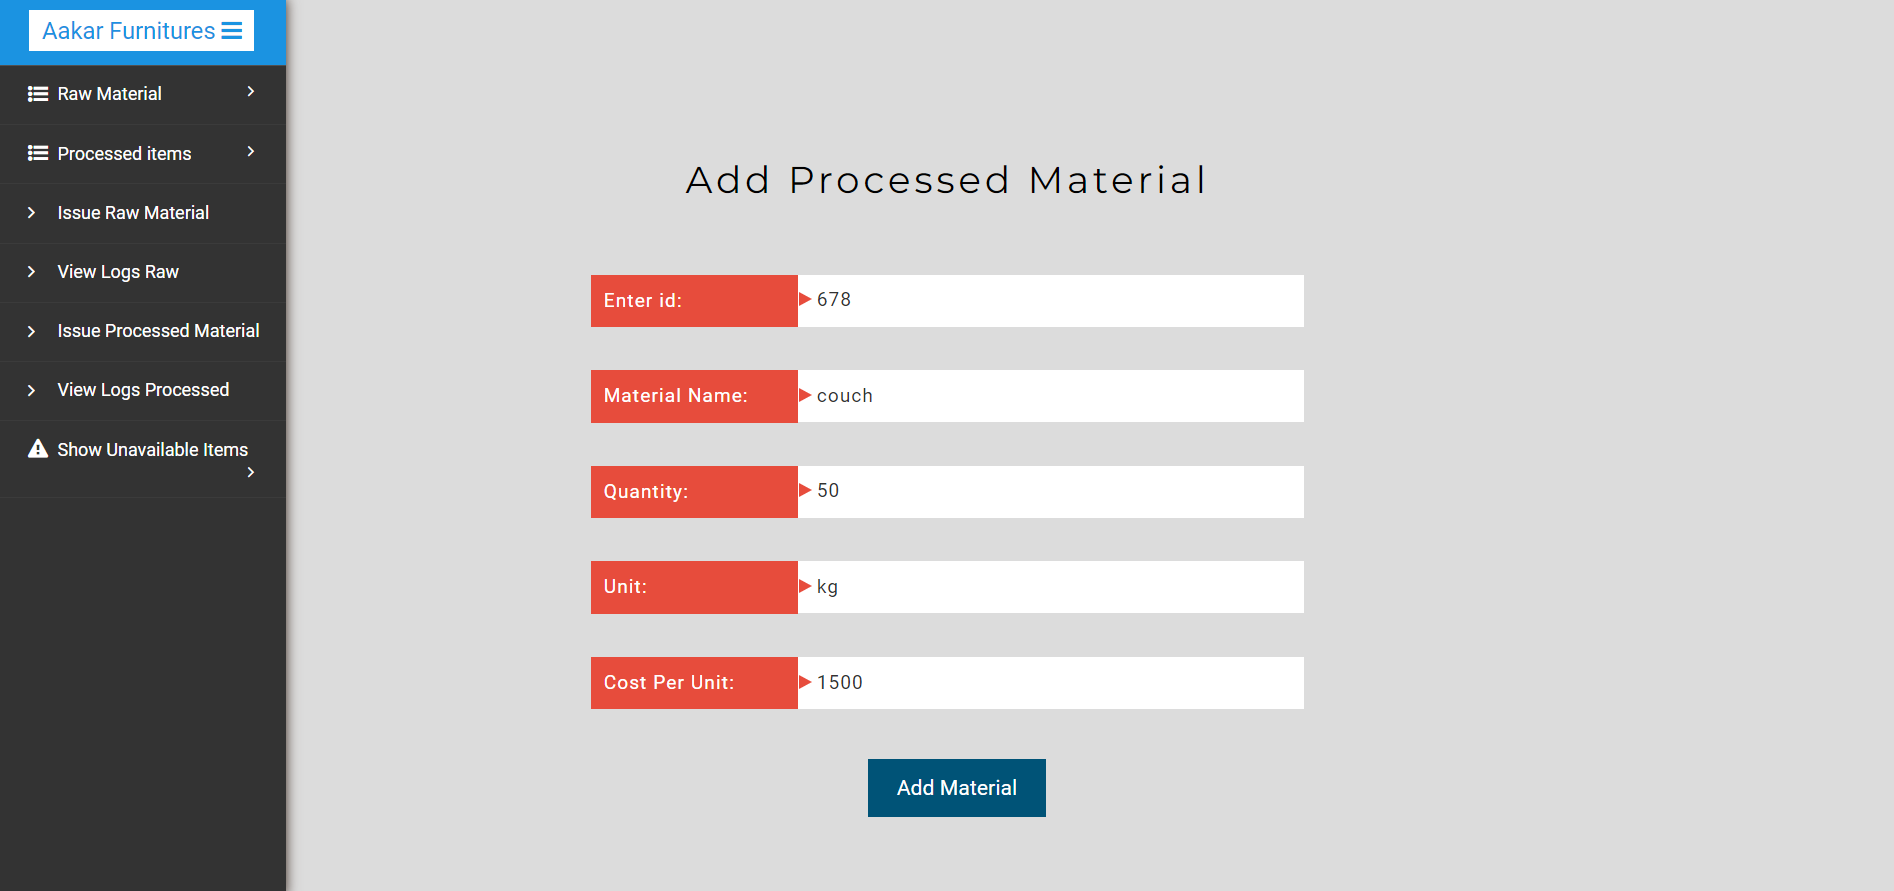 Aakar Furnitures
Raw Material
Processed items
Issue Raw Material
View Logs Raw
Issue Processed Material
View Logs Processed
Show Unavailable Items
Add Processed Material
Enter id: 678
Material Name: couch
Quantity: 50
Unit: kg
Cost Per Unit: 1500
Add Material